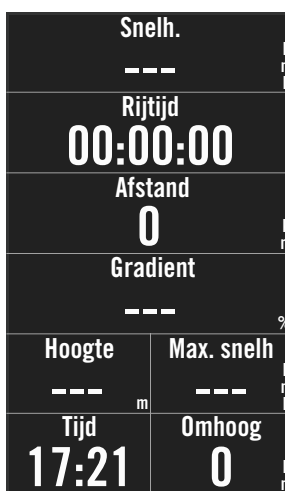 Snelh.
---
Rijtijd
00:00:00
Afstand
0
Gradient
---
%
Hoogte Max. snelh
--- m ---
Tijd Omhoog
17:21 0